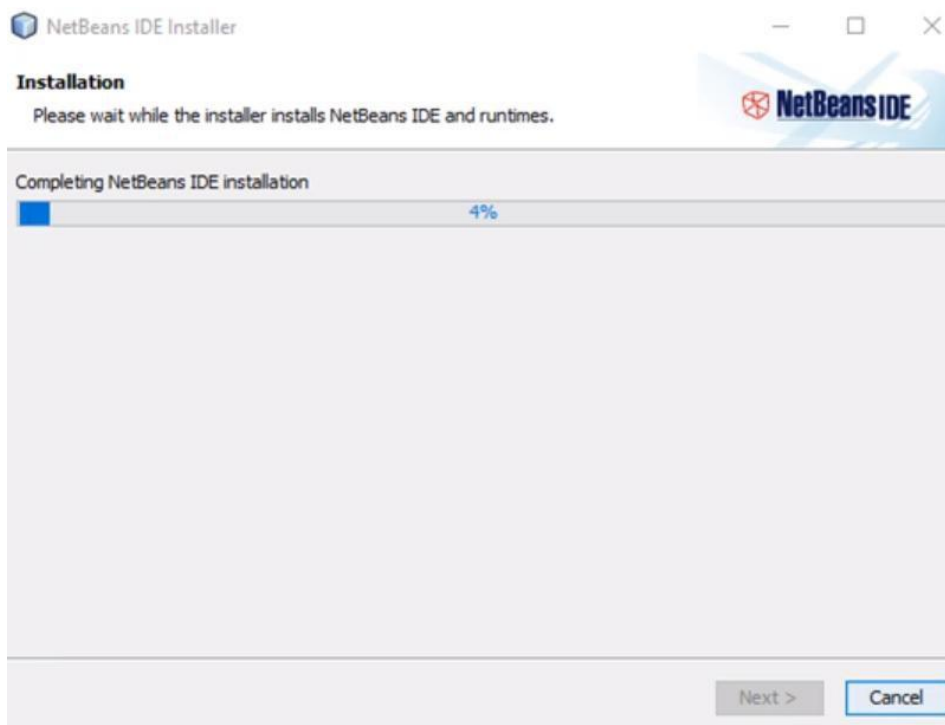 NetBeans IDE Installer
Installation
Please wait while the installer installs NetBeans IDE and runtimes.
NetBeans IDE
Completing NetBeans IDE installation
4%
Next >
Cancel